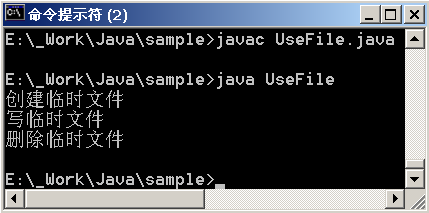 命令提示符 (2)
E:\_Work\Java\sample>javac UseFile.java
E:\_Work\Java\sample>java UseFile
创建临时文件
写临时文件
删除临时文件
E:\_Work\Java\sample>_